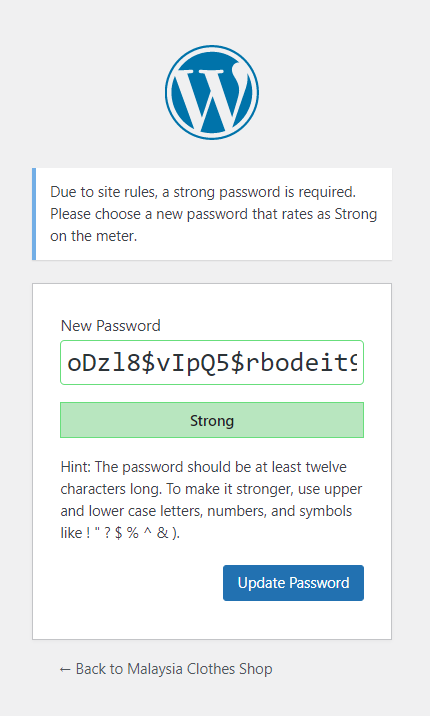 Due to site rules, a strong password is required.
Please choose a new password that rates as Strong
on the meter.
New Password
oDzl8$vIpQ5$rbodeit9
Strong
Hint: The password should be at least twelve
characters long. To make it stronger, use upper
and lower case letters, numbers, and symbols
like ! " ? $ % ^ & ).
Update Password
← Back to Malaysia Clothes Shop